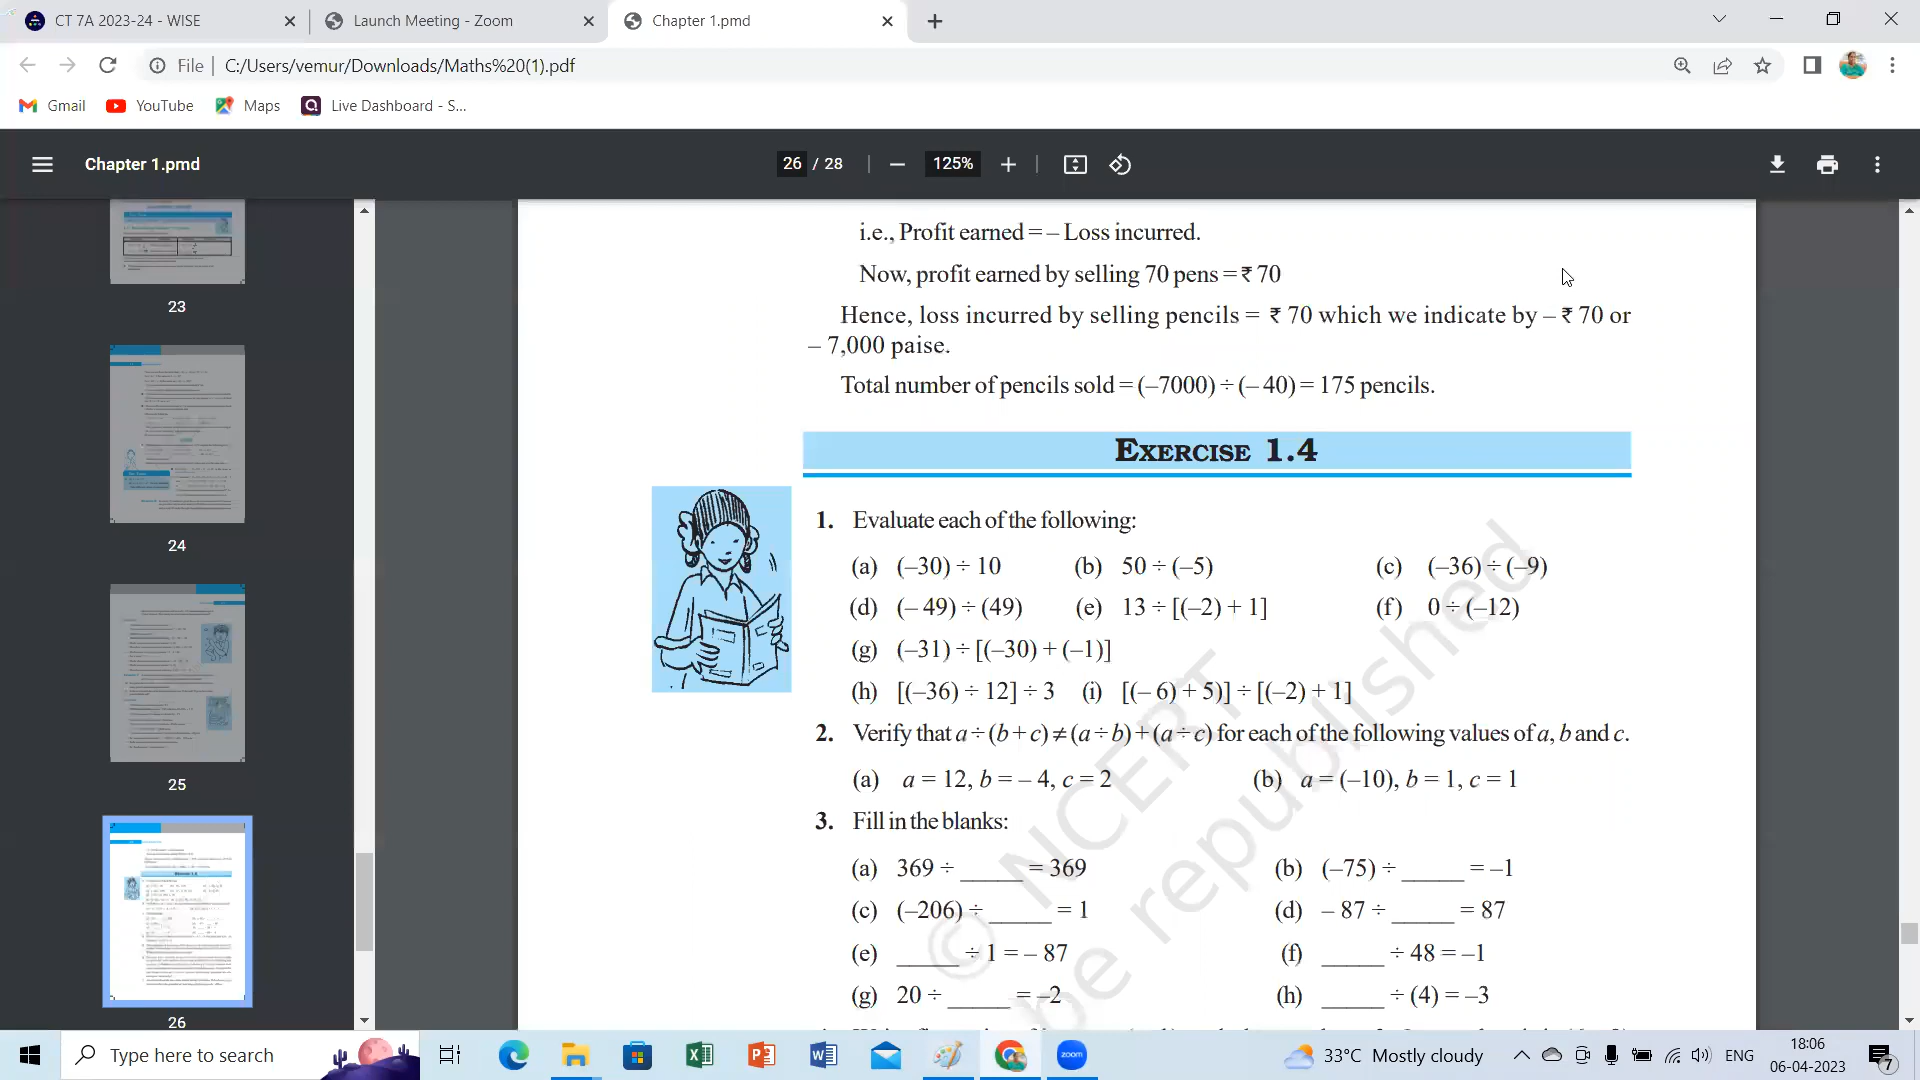 CT 7A 2023-24 - WISE
Launch Meeting - Zoom
Chapter 1.pmd
File
C:/Users/vemur/Downloads/Maths%20(1).pdf
Gmail
YouTube
Maps
Live Dashboard - S...
Chapter 1.pmd
26 / 28
125%
23
24
25
26
i.e., Profit earned = – Loss incurred.
Now, profit earned by selling 70 pens = ₹ 70
Hence, loss incurred by selling pencils = ₹ 70 which we indicate by – ₹ 70 or
– 7,000 paise.
Total number of pencils sold = (–7000) ÷ (– 40) = 175 pencils.
EXERCISE 1.4
1. Evaluate each of the following:
(a) (–30) ÷ 10 (b) 50 ÷ (–5) (c) (–36) ÷ (–9)
(d) (– 49) ÷ (49) (e) 13 ÷ [(–2) + 1] (f) 0 ÷ (–12)
(g) (–31) ÷ [(–30) + (–1)]
(h) [(–36) ÷ 12] ÷ 3 (i) [(– 6) + 5)] ÷ [(–2) + 1]
2. Verify that a ÷ (b + c) ≠ (a ÷ b) + (a ÷ c) for each of the following values of a, b and c.
(a) a = 12, b = – 4, c = 2 (b) a = (–10), b = 1, c = 1
3. Fill in the blanks:
(a) 369 ÷ _____ = 369 (b) (–75) ÷ _____ = –1
(c) (–206) ÷ _____ = 1 (d) – 87 ÷ _____ = 87
(e) _____ ÷ 1 = – 87 (f) _____ ÷ 48 = –1
(g) 20 ÷ _____ = –2 (h) _____ ÷ (4) = –3
© NCERT
be republished
Type here to search
zoom
33°C Mostly cloudy
ENG
18:06
06-04-2023
7